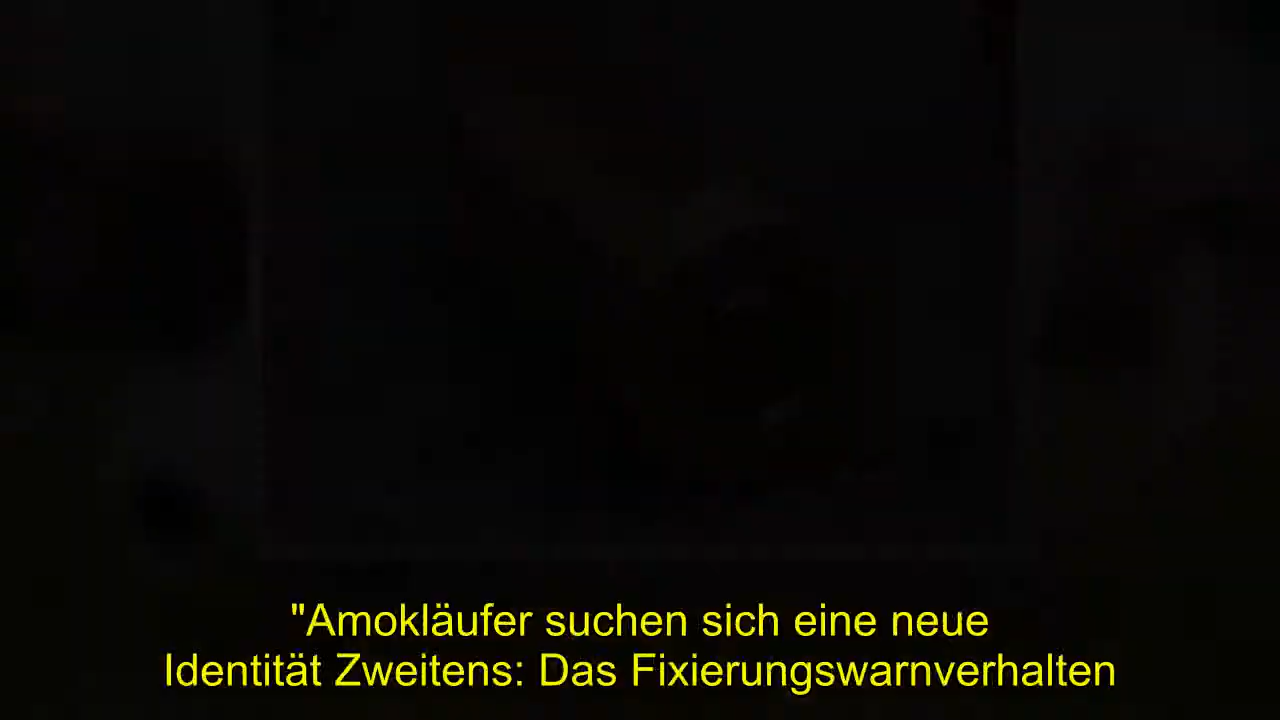 "Amokläufer suchen sich eine neue
Identität Zweitens: Das Fixierungswarnverhalten